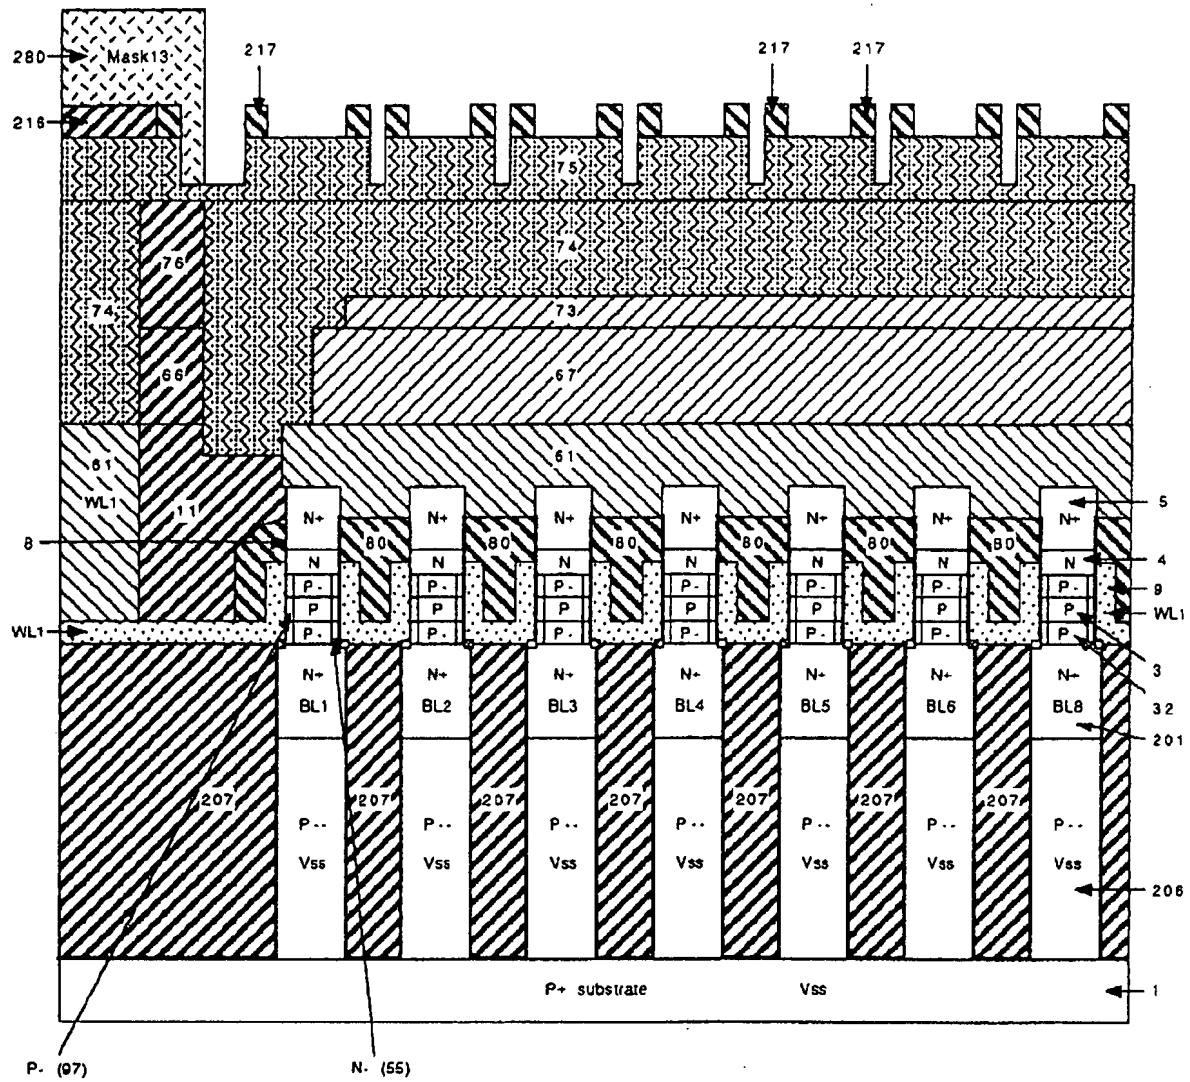 217 217 217
280 Mask13
216
75
76 74
74 73
66 67
61 61
WL1 11
N+ N+ N+ N+ N+ N+ N+ 5
8 80 80 80 80 80 80
N N N N N N N 4
P- P- P- P- P- P- P- 9
P P P P P P P WL1
WL1 P- P- P- P- P- P- P-
3
N+ N+ N+ N+ N+ N+ N+
32
BL1 BL2 BL3 BL4 BL5 BL6 BL8
201
207 207 207 207 207 207 207
P-- P-- P-- P-- P-- P-- P--
Vss Vss Vss Vss Vss Vss Vss
206
P+ substrate Vss 1
P- (97) N- (55)